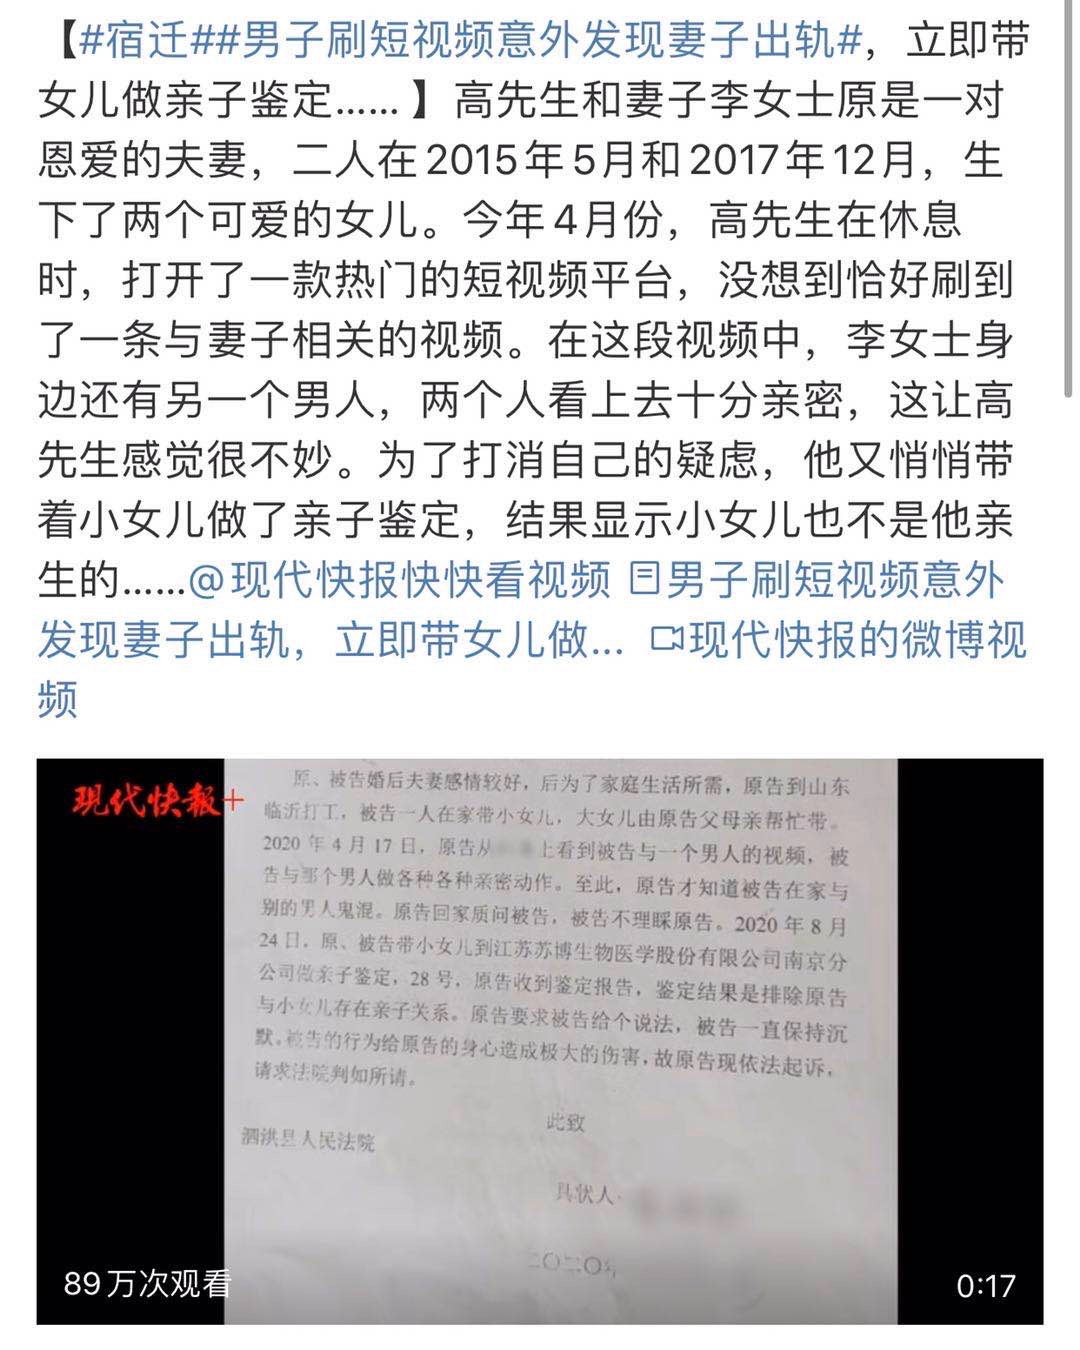 【#宿迁##男子刷短视频意外发现妻子出轨#，立即带
女儿做亲子鉴定......】高先生和妻子李女士原是一对
恩爱的夫妻，二人在2015年5月和2017年12月，生
下了两个可爱的女儿。今年4月份，高先生在休息
时，打开了一款热门的短视频平台，没想到恰好刷到
了一条与妻子相关的视频。在这段视频中，李女士身
边还有另一个男人，两个人看上去十分亲密，这让高
先生感觉很不妙。为了打消自己的疑虑，他又悄悄带
着小女儿做了亲子鉴定，结果显示小女儿也不是他亲
生的......@现代快报快快看视频 男子刷短视频意外
发现妻子出轨，立即带女儿做... 现代快报的微博视
频
現代快報+
原、被告婚后夫妻感情较好，后为了家庭生活所需，原告到山东
临沂打工，被告一人在家带小女儿，大女儿由原告父母亲帮忙带。
2020年4月17日，原告从 上看到被告与一个男人的视频，被
告与那个男人做各种各种亲密动作。至此，原告才知道被告在家与
别的男人鬼混。原告回家质问被告，被告不理睬原告。2020年8月
24日，原、被告带小女儿到江苏苏博生物医学股份有限公司南京分
公司做亲子鉴定，28号，原告收到鉴定报告，鉴定结果是排除原告
与小女儿存在亲子关系。原告要求被告给个说法，被告一直保持沉
默。被告的行为给原告的身心造成极大的伤害，故原告现依法起诉，
请求法院判如所请。
此致
泗洪县人民法院
具状人
二〇二〇年
89万次观看
0:17